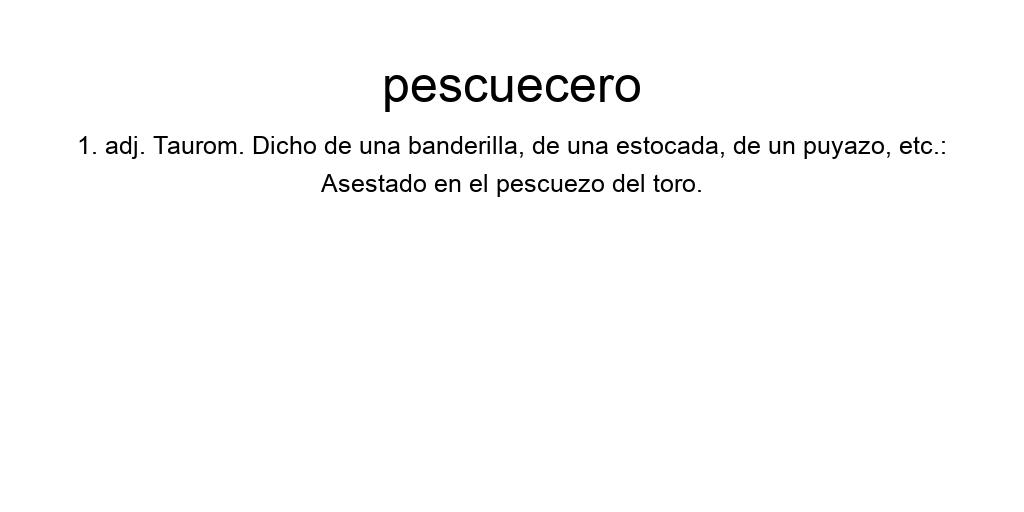 pescuecero
1. adj. Taurom. Dicho de una banderilla, de una estocada, de un puyazo, etc.:
Asestado en el pescuezo del toro.